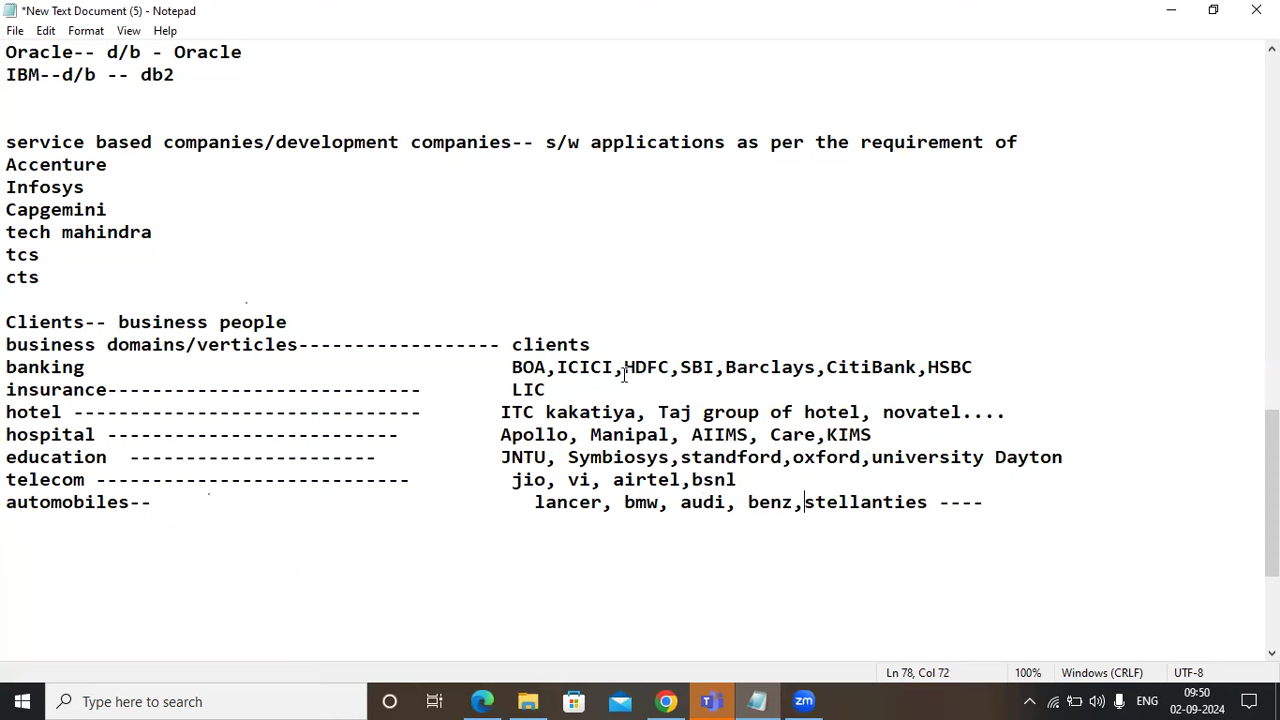 *New Text Document (5) - Notepad
File Edit Format View Help
Oracle-- d/b - Oracle
IBM--d/b -- db2
service based companies/development companies-- s/w applications as per the requirement of
Accenture
Infosys
Capgemini
tech mahindra
tcs
cts
Clients-- business people
business domains/verticles------------------ clients
banking BOA,ICICI,HDFC,SBI,Barclays,CitiBank,HSBC
insurance---------------------------- LIC
hotel ------------------------------- ITC kakatiya, Taj group of hotel, novatel....
hospital -------------------------- Apollo, Manipal, AIIMS, Care,KIMS
education ---------------------- JNTU, Symbiosys,standford,oxford,university Dayton
telecom --------------------------- jio, vi, airtel,bsnl
automobiles-- lancer, bmw, audi, benz,stellanties ----
Ln 78, Col 72 100% Windows (CRLF) UTF-8
Type here to search
zm
ENG
09:50
02-09-2024